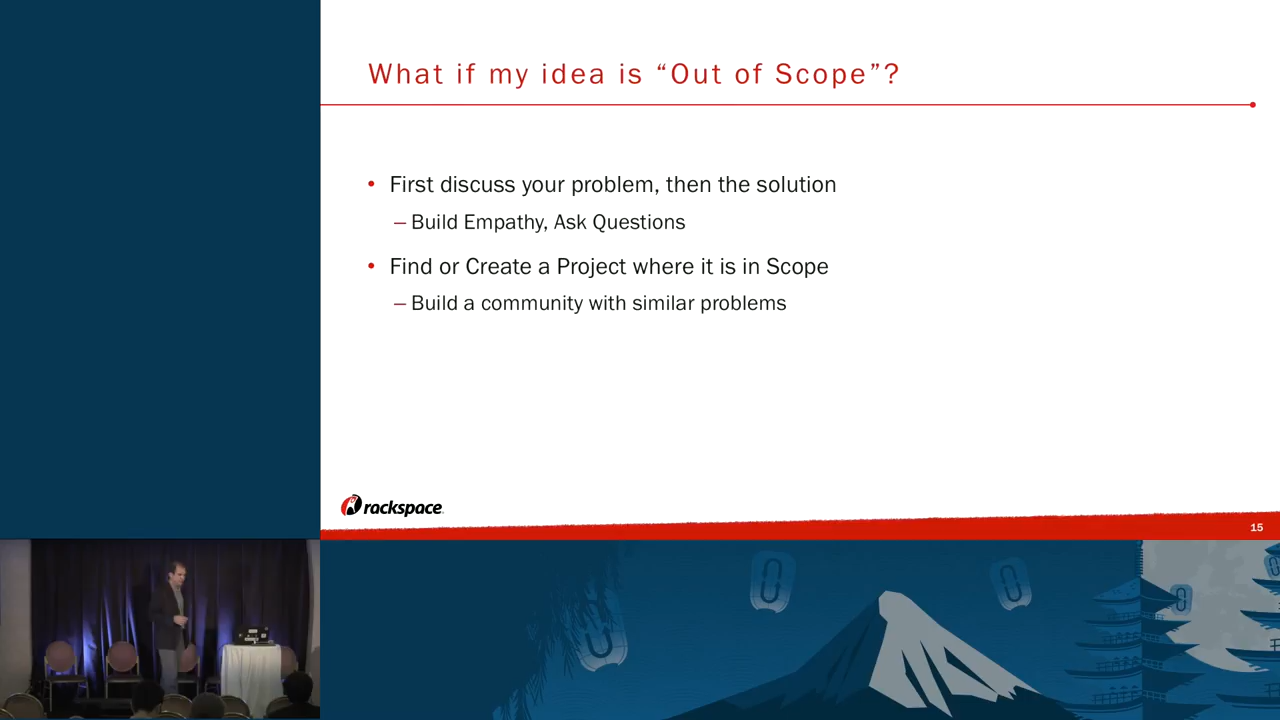 What if my idea is “Out of Scope”?
• First discuss your problem, then the solution
– Build Empathy, Ask Questions
• Find or Create a Project where it is in Scope
– Build a community with similar problems
rackspace.
15